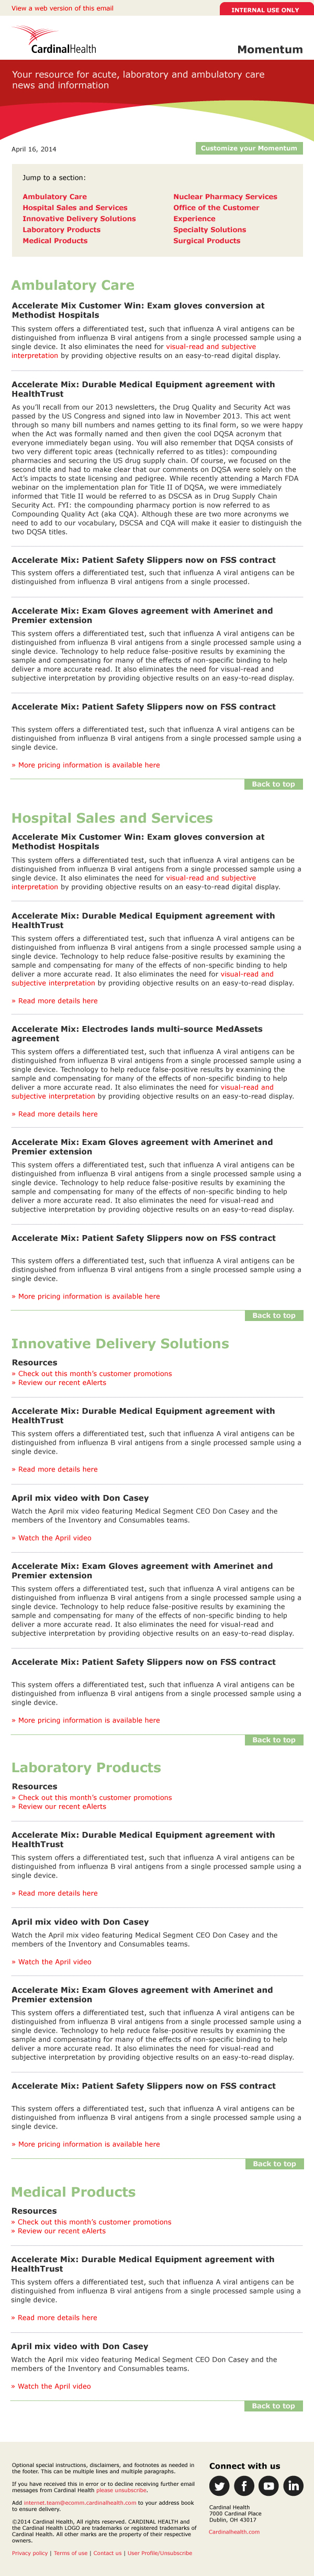 View a web version of this email
INTERNAL USE ONLY
CardinalHealth
Momentum
Your resource for acute, laboratory and ambulatory care
news and information
April 16, 2014
Customize your Momentum
Jump to a section:
Ambulatory Care
Hospital Sales and Services
Innovative Delivery Solutions
Laboratory Products
Medical Products
Nuclear Pharmacy Services
Office of the Customer
Experience
Specialty Solutions
Surgical Products
Ambulatory Care
Accelerate Mix Customer Win: Exam gloves conversion at
Methodist Hospitals
This system offers a differentiated test, such that influenza A viral antigens can be
distinguished from influenza B viral antigens from a single processed sample using a
single device. It also eliminates the need for visual-read and subjective
interpretation by providing objective results on an easy-to-read digital display.
Accelerate Mix: Durable Medical Equipment agreement with
HealthTrust
As you'll recall from our 2013 newsletters, the Drug Quality and Security Act was
passed by the US Congress and signed into law in November 2013. This act went
through so many bill numbers and names getting to its final form, so we were happy
when the Act was formally named and then given the cool DQSA acronym that
everyone immediately began using. You will also remember that DQSA consists of
two very different topic areas (technically referred to as titles): compounding
pharmacies and securing the US drug supply chain. Of course, we focused on the
second title and had to make clear that our comments on DQSA were solely on the
Act's impacts to state licensing and pedigree. While recently attending a March FDA
webinar on the implementation plan for Title II of DQSA, we were immediately
informed that Title II would be referred to as DSCSA as in Drug Supply Chain
Security Act. FYI: the compounding pharmacy portion is now referred to as
Compounding Quality Act (aka CQA). Although these are two more acronyms we
need to add to our vocabulary, DSCSA and CQA will make it easier to distinguish the
two DQSA titles.
Accelerate Mix: Patient Safety Slippers now on FSS contract
This system offers a differentiated test, such that influenza A viral antigens can be
distinguished from influenza B viral antigens from a single processed.
Accelerate Mix: Exam Gloves agreement with Amerinet and
Premier extension
This system offers a differentiated test, such that influenza A viral antigens can be
distinguished from influenza B viral antigens from a single processed sample using a
single device. Technology to help reduce false-positive results by examining the
sample and compensating for many of the effects of non-specific binding to help
deliver a more accurate read. It also eliminates the need for visual-read and
subjective interpretation by providing objective results on an easy-to-read display.
Accelerate Mix: Patient Safety Slippers now on FSS contract
This system offers a differentiated test, such that influenza A viral antigens can be
distinguished from influenza B viral antigens from a single processed sample using a
single device.
» More pricing information is available here
Back to top
Hospital Sales and Services
Accelerate Mix Customer Win: Exam gloves conversion at
Methodist Hospitals
This system offers a differentiated test, such that influenza A viral antigens can be
distinguished from influenza B viral antigens from a single processed sample using a
single device. It also eliminates the need for visual-read and subjective
interpretation by providing objective results on an easy-to-read digital display.
Accelerate Mix: Durable Medical Equipment agreement with
HealthTrust
This system offers a differentiated test, such that influenza A viral antigens can be
distinguished from influenza B viral antigens from a single processed sample using a
single device. Technology to help reduce false-positive results by examining the
sample and compensating for many of the effects of non-specific binding to help
deliver a more accurate read. It also eliminates the need for visual-read and
subjective interpretation by providing objective results on an easy-to-read display.
» Read more details here
Accelerate Mix: Electrodes lands multi-source MedAssets
agreement
This system offers a differentiated test, such that influenza A viral antigens can be
distinguished from influenza B viral antigens from a single processed sample using a
single device. Technology to help reduce false-positive results by examining the
sample and compensating for many of the effects of non-specific binding to help
deliver a more accurate read. It also eliminates the need for visual-read and
subjective interpretation by providing objective results on an easy-to-read display.
» Read more details here
Accelerate Mix: Exam Gloves agreement with Amerinet and
Premier extension
This system offers a differentiated test, such that influenza A viral antigens can be
distinguished from influenza B viral antigens from a single processed sample using a
single device. Technology to help reduce false-positive results by examining the
sample and compensating for many of the effects of non-specific binding to help
deliver a more accurate read. It also eliminates the need for visual-read and
subjective interpretation by providing objective results on an easy-to-read display.
Accelerate Mix: Patient Safety Slippers now on FSS contract
This system offers a differentiated test, such that influenza A viral antigens can be
distinguished from influenza B viral antigens from a single processed sample using a
single device.
» More pricing information is available here
Back to top
Innovative Delivery Solutions
Resources
» Check out this month's customer promotions
» Review our recent eAlerts
Accelerate Mix: Durable Medical Equipment agreement with
HealthTrust
This system offers a differentiated test, such that influenza A viral antigens can be
distinguished from influenza B viral antigens from a single processed sample using a
single device.
» Read more details here
April mix video with Don Casey
Watch the April mix video featuring Medical Segment CEO Don Casey and the
members of the Inventory and Consumables teams.
» Watch the April video
Accelerate Mix: Exam Gloves agreement with Amerinet and
Premier extension
This system offers a differentiated test, such that influenza A viral antigens can be
distinguished from influenza B viral antigens from a single processed sample using a
single device. Technology to help reduce false-positive results by examining the
sample and compensating for many of the effects of non-specific binding to help
deliver a more accurate read. It also eliminates the need for visual-read and
subjective interpretation by providing objective results on an easy-to-read display.
Accelerate Mix: Patient Safety Slippers now on FSS contract
This system offers a differentiated test, such that influenza A viral antigens can be
distinguished from influenza B viral antigens from a single processed sample using a
single device.
» More pricing information is available here
Back to top
Laboratory Products
Resources
» Check out this month's customer promotions
» Review our recent eAlerts
Accelerate Mix: Durable Medical Equipment agreement with
HealthTrust
This system offers a differentiated test, such that influenza A viral antigens can be
distinguished from influenza B viral antigens from a single processed sample using a
single device.
» Read more details here
April mix video with Don Casey
Watch the April mix video featuring Medical Segment CEO Don Casey and the
members of the Inventory and Consumables teams.
» Watch the April video
Accelerate Mix: Exam Gloves agreement with Amerinet and
Premier extension
This system offers a differentiated test, such that influenza A viral antigens can be
distinguished from influenza B viral antigens from a single processed sample using a
single device. Technology to help reduce false-positive results by examining the
sample and compensating for many of the effects of non-specific binding to help
deliver a more accurate read. It also eliminates the need for visual-read and
subjective interpretation by providing objective results on an easy-to-read display.
Accelerate Mix: Patient Safety Slippers now on FSS contract
This system offers a differentiated test, such that influenza A viral antigens can be
distinguished from influenza B viral antigens from a single processed sample using a
single device.
» More pricing information is available here
Back to top
Medical Products
Resources
» Check out this month's customer promotions
» Review our recent eAlerts
Accelerate Mix: Durable Medical Equipment agreement with
HealthTrust
This system offers a differentiated test, such that influenza A viral antigens can be
distinguished from influenza B viral antigens from a single processed sample using a
single device.
» Read more details here
April mix video with Don Casey
Watch the April mix video featuring Medical Segment CEO Don Casey and the
members of the Inventory and Consumables teams.
» Watch the April video
Back to top
Optional special instructions, disclaimers, and footnotes as needed in
the footer. This can be multiple lines and multiple paragraphs.
If you have received this in error or to decline receiving further email
messages from Cardinal Health please unsubscribe.
Add internet.team@ecomm.cardinalhealth.com to your address book
to ensure delivery.
©2014 Cardinal Health, All rights reserved. CARDINAL HEALTH and
the Cardinal Health LOGO are trademarks or registered trademarks of
Cardinal Health. All other marks are the property of their respective
owners.
Privacy policy | Terms of use | Contact us | User Profile/Unsubscribe
Connect with us
Cardinal Health
7000 Cardinal Place
Dublin, OH 43017
Cardinalhealth.com